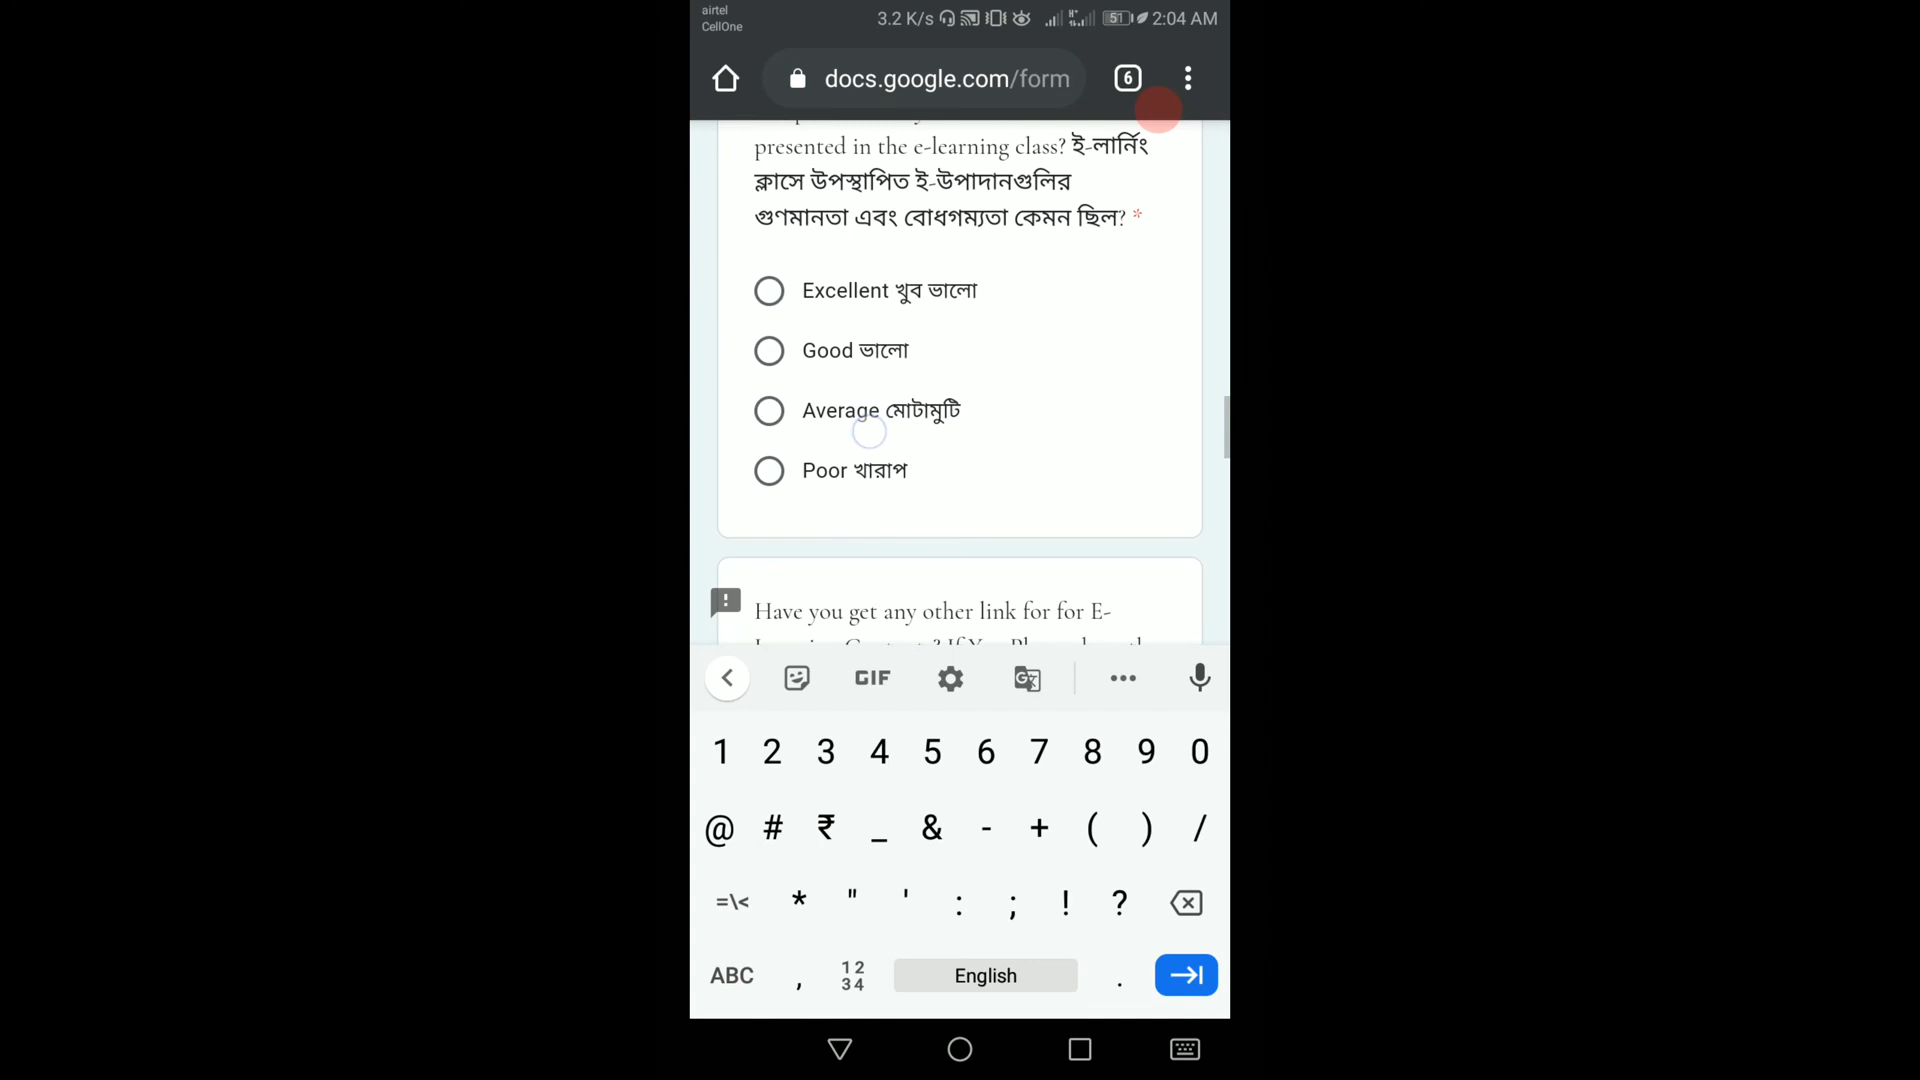 airtel
CellOne
3.2 K/s 51 2:04 AM
docs.google.com/form 6
presented in the e-learning class? ই-লার্নিং
ক্লাসে উপস্থাপিত ই-উপাদানগুলির
গুণমানতা এবং বোধগম্যতা কেমন ছিল? *
Excellent খুব ভালো
Good ভালো
Average মোটামুটি
Poor খারাপ
Have you get any other link for for E-
GIF
1 2 3 4 5 6 7 8 9 0
@ # ₹ _ & - + ( ) /
=\< * " ' : ; ! ?
ABC , 12 English .
34